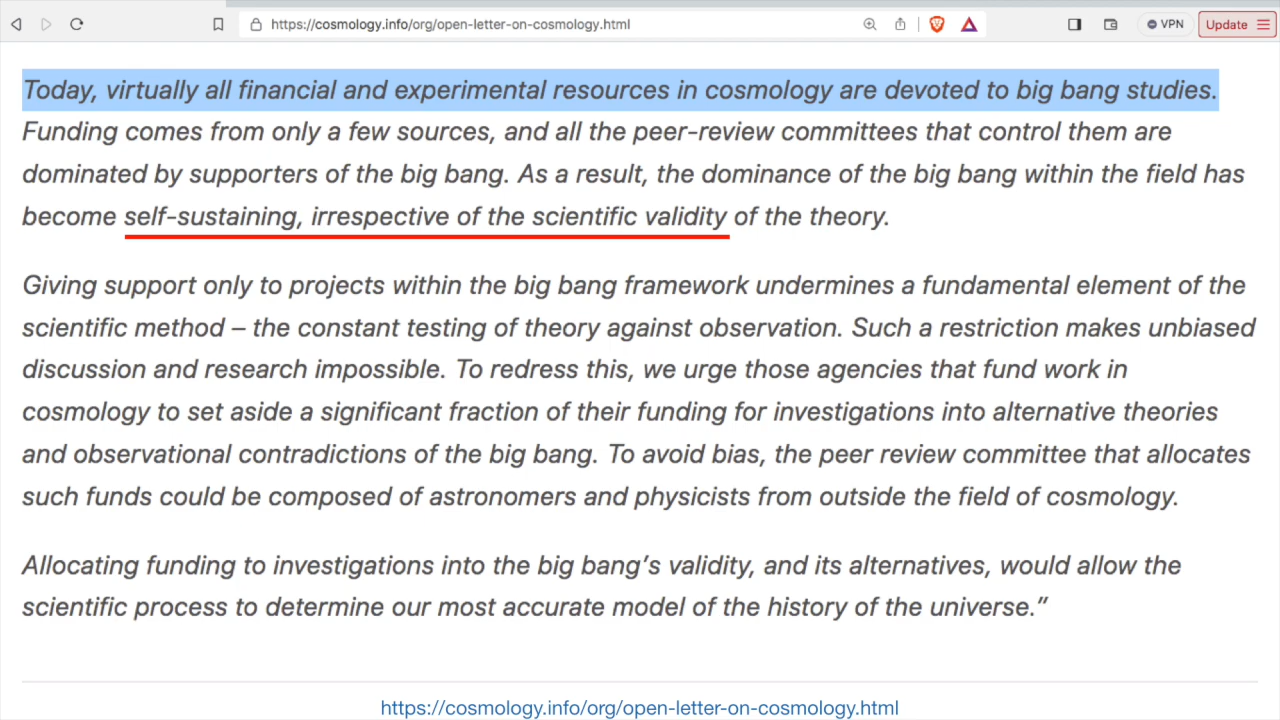 https://cosmology.info/org/open-letter-on-cosmology.html
VPN
Update
Today, virtually all financial and experimental resources in cosmology are devoted to big bang studies.
Funding comes from only a few sources, and all the peer-review committees that control them are
dominated by supporters of the big bang. As a result, the dominance of the big bang within the field has
become self-sustaining, irrespective of the scientific validity of the theory.
Giving support only to projects within the big bang framework undermines a fundamental element of the
scientific method – the constant testing of theory against observation. Such a restriction makes unbiased
discussion and research impossible. To redress this, we urge those agencies that fund work in
cosmology to set aside a significant fraction of their funding for investigations into alternative theories
and observational contradictions of the big bang. To avoid bias, the peer review committee that allocates
such funds could be composed of astronomers and physicists from outside the field of cosmology.
Allocating funding to investigations into the big bang’s validity, and its alternatives, would allow the
scientific process to determine our most accurate model of the history of the universe.”
https://cosmology.info/org/open-letter-on-cosmology.html